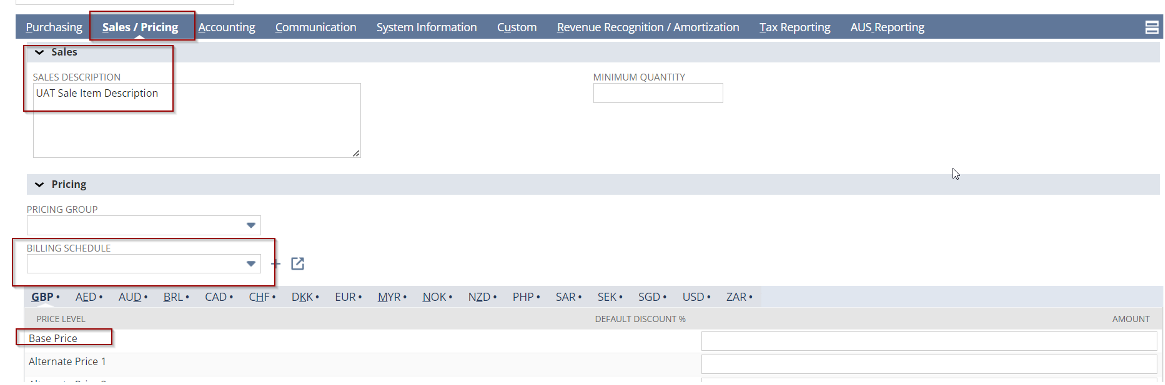 Purchasing Sales / Pricing Accounting Communication System Information Custom Revenue Recognition / Amortization Tax Reporting AUS Reporting
Sales
SALES DESCRIPTION MINIMUM QUANTITY
UAT Sale Item Description
Pricing
PRICING GROUP
BILLING SCHEDULE
GBP • AED • AUD • BRL • CAD • CHF • DKK • EUR • MYR • NOK • NZD • PHP • SAR • SEK • SGD • USD • ZAR •
PRICE LEVEL DEFAULT DISCOUNT % AMOUNT
Base Price
Alternate Price 1